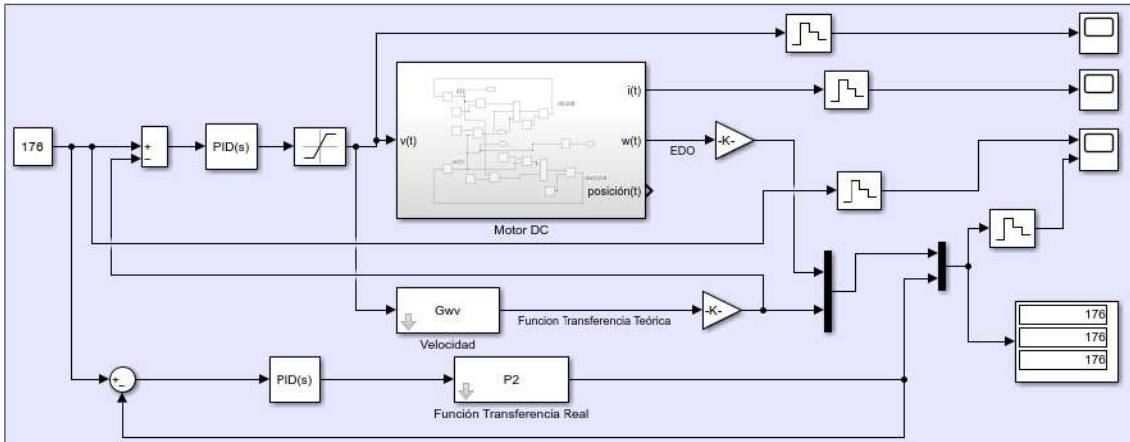 176
+
−
PID(s)
v(t)
i(t)
w(t)
posición(t)
Motor DC
EDO
-K-
Gwv
Velocidad
Funcion Transferencia Teórica
-K-
+
−
PID(s)
P2
Función Transferencia Real
176
176
176